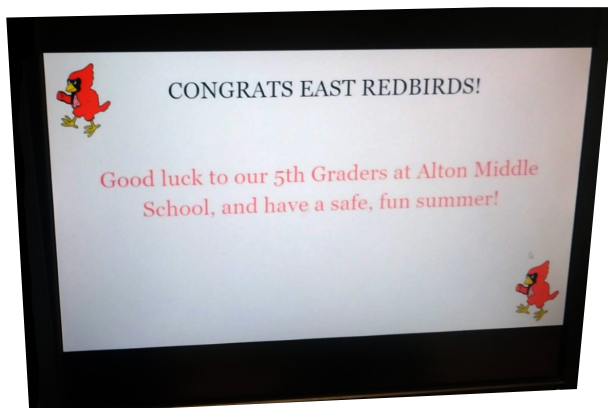 CONGRATS EAST REDBIRDS!
Good luck to our 5th Graders at Alton Middle
School, and have a safe, fun summer!